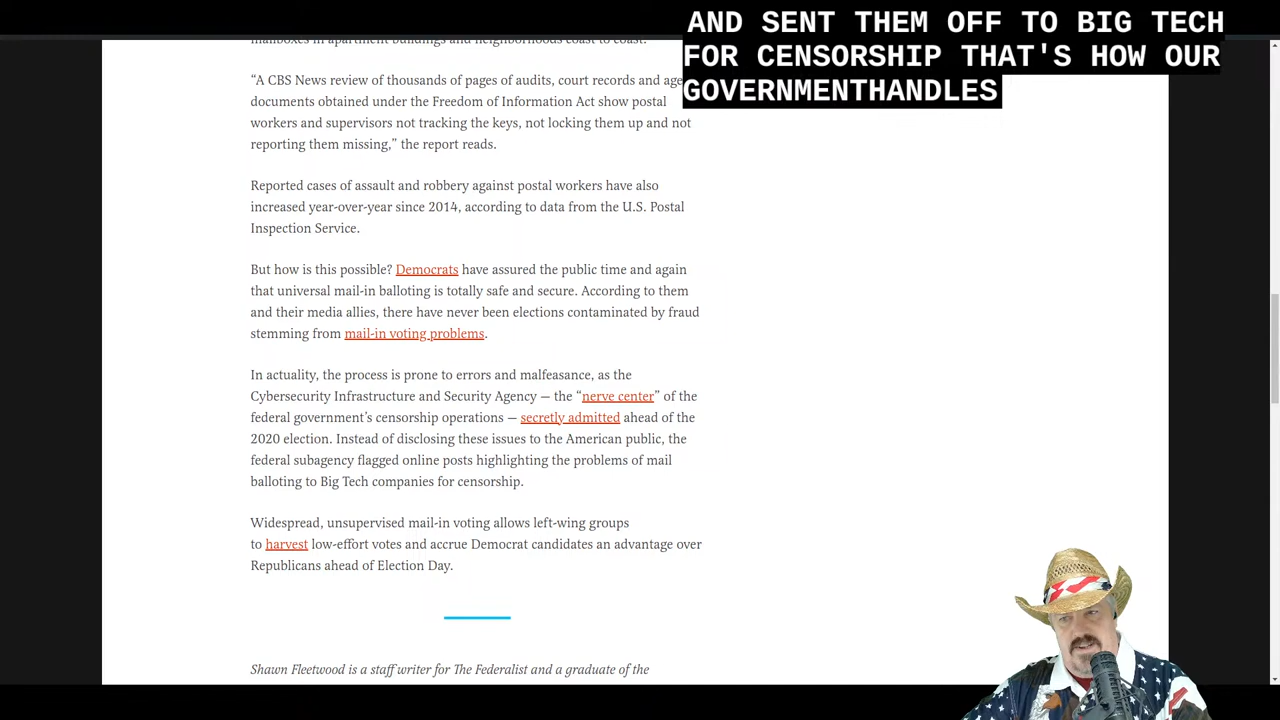 AND SENT THEM OFF TO BIG TECH
FOR CENSORSHIP THAT'S HOW OUR
GOVERNMENTHANDLES
mailboxes in apartment buildings and neighborhoods coast to coast.
“A CBS News review of thousands of pages of audits, court records and age
documents obtained under the Freedom of Information Act show postal
workers and supervisors not tracking the keys, not locking them up and not
reporting them missing,” the report reads.
Reported cases of assault and robbery against postal workers have also
increased year-over-year since 2014, according to data from the U.S. Postal
Inspection Service.
But how is this possible? Democrats have assured the public time and again
that universal mail-in balloting is totally safe and secure. According to them
and their media allies, there have never been elections contaminated by fraud
stemming from mail-in voting problems.
In actuality, the process is prone to errors and malfeasance, as the
Cybersecurity Infrastructure and Security Agency — the “nerve center” of the
federal government’s censorship operations — secretly admitted ahead of the
2020 election. Instead of disclosing these issues to the American public, the
federal subagency flagged online posts highlighting the problems of mail
balloting to Big Tech companies for censorship.
Widespread, unsupervised mail-in voting allows left-wing groups
to harvest low-effort votes and accrue Democrat candidates an advantage over
Republicans ahead of Election Day.
Shawn Fleetwood is a staff writer for The Federalist and a graduate of the